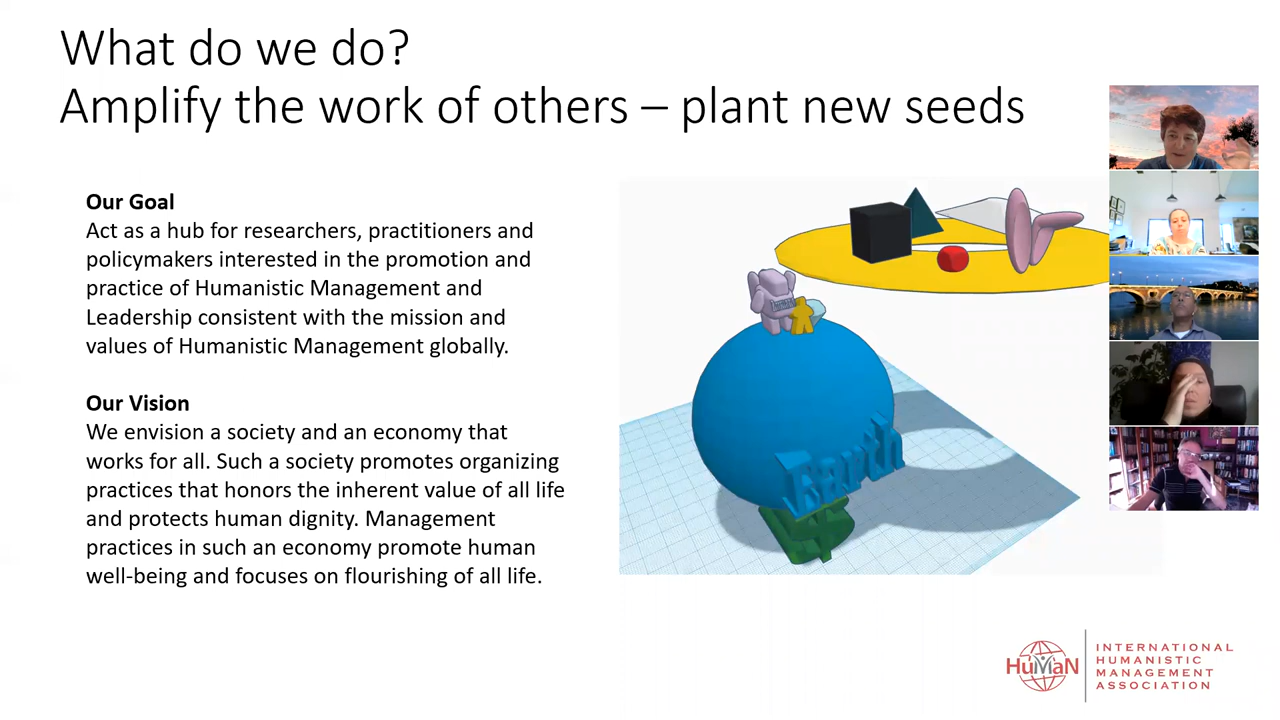 What do we do?
Amplify the work of others – plant new seeds
Our Goal
Act as a hub for researchers, practitioners and
policymakers interested in the promotion and
practice of Humanistic Management and
Leadership consistent with the mission and
values of Humanistic Management globally.
Our Vision
We envision a society and an economy that
works for all. Such a society promotes organizing
practices that honors the inherent value of all life
and protects human dignity. Management
practices in such an economy promote human
well-being and focuses on flourishing of all life.
Earth
$
HuMaN
INTERNATIONAL
HUMANISTIC
MANAGEMENT
ASSOCIATION